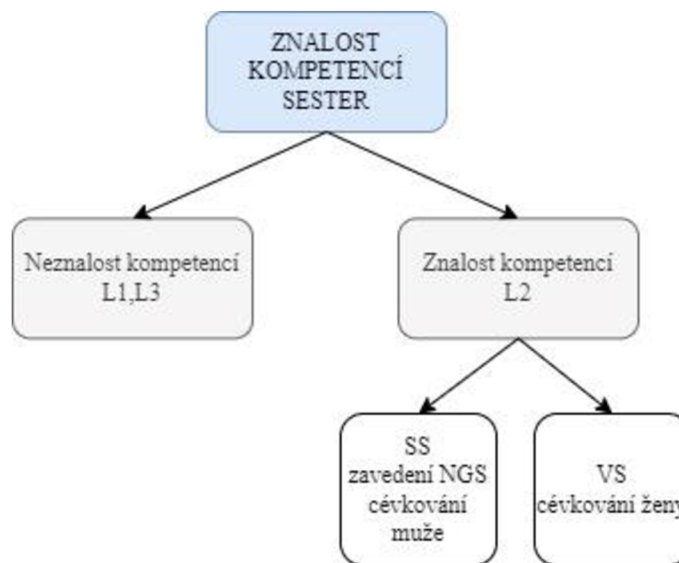 ZNALOST
KOMPETENCÍ
SESTER
Neznalost kompetencí
L1,L3
Znalost kompetencí
L2
SS
zavedení NGS
cévkování
muže
VS
cévkování ženy